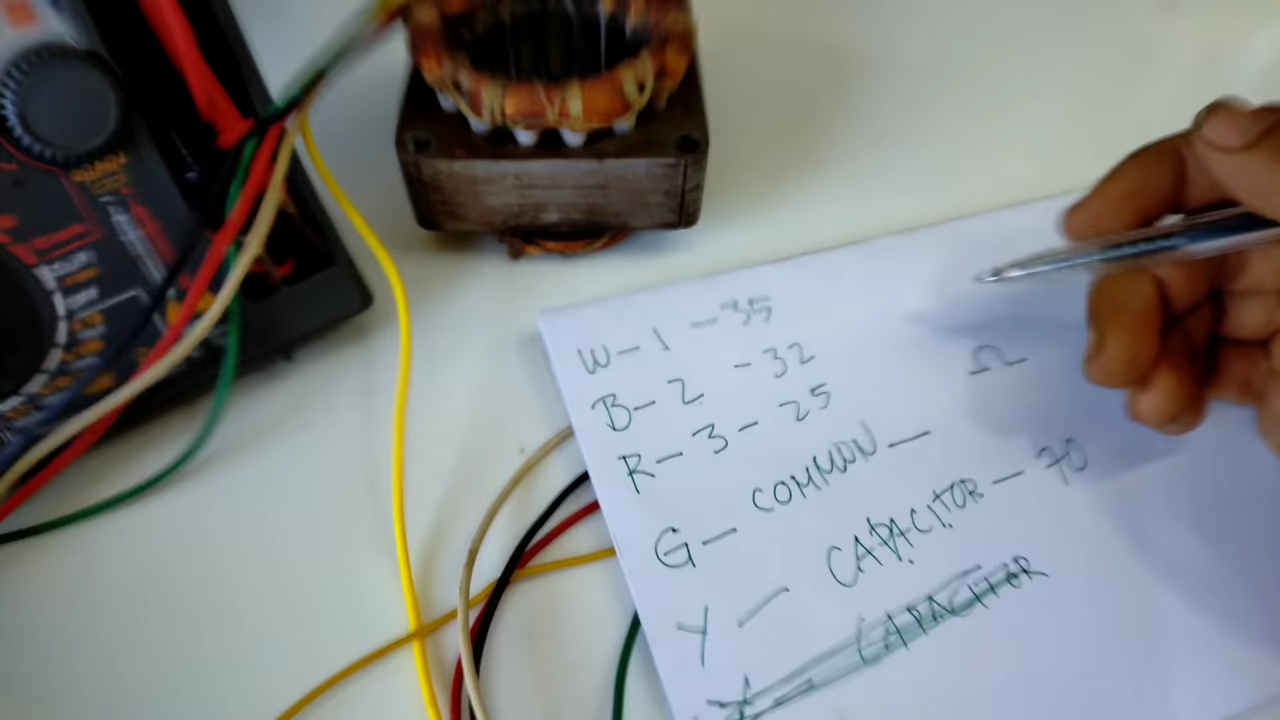 W-1 -35
B-2 -32
R-3-25
Ω
G- COMMON-
Y- CAPACITOR-70
CAPACITOR